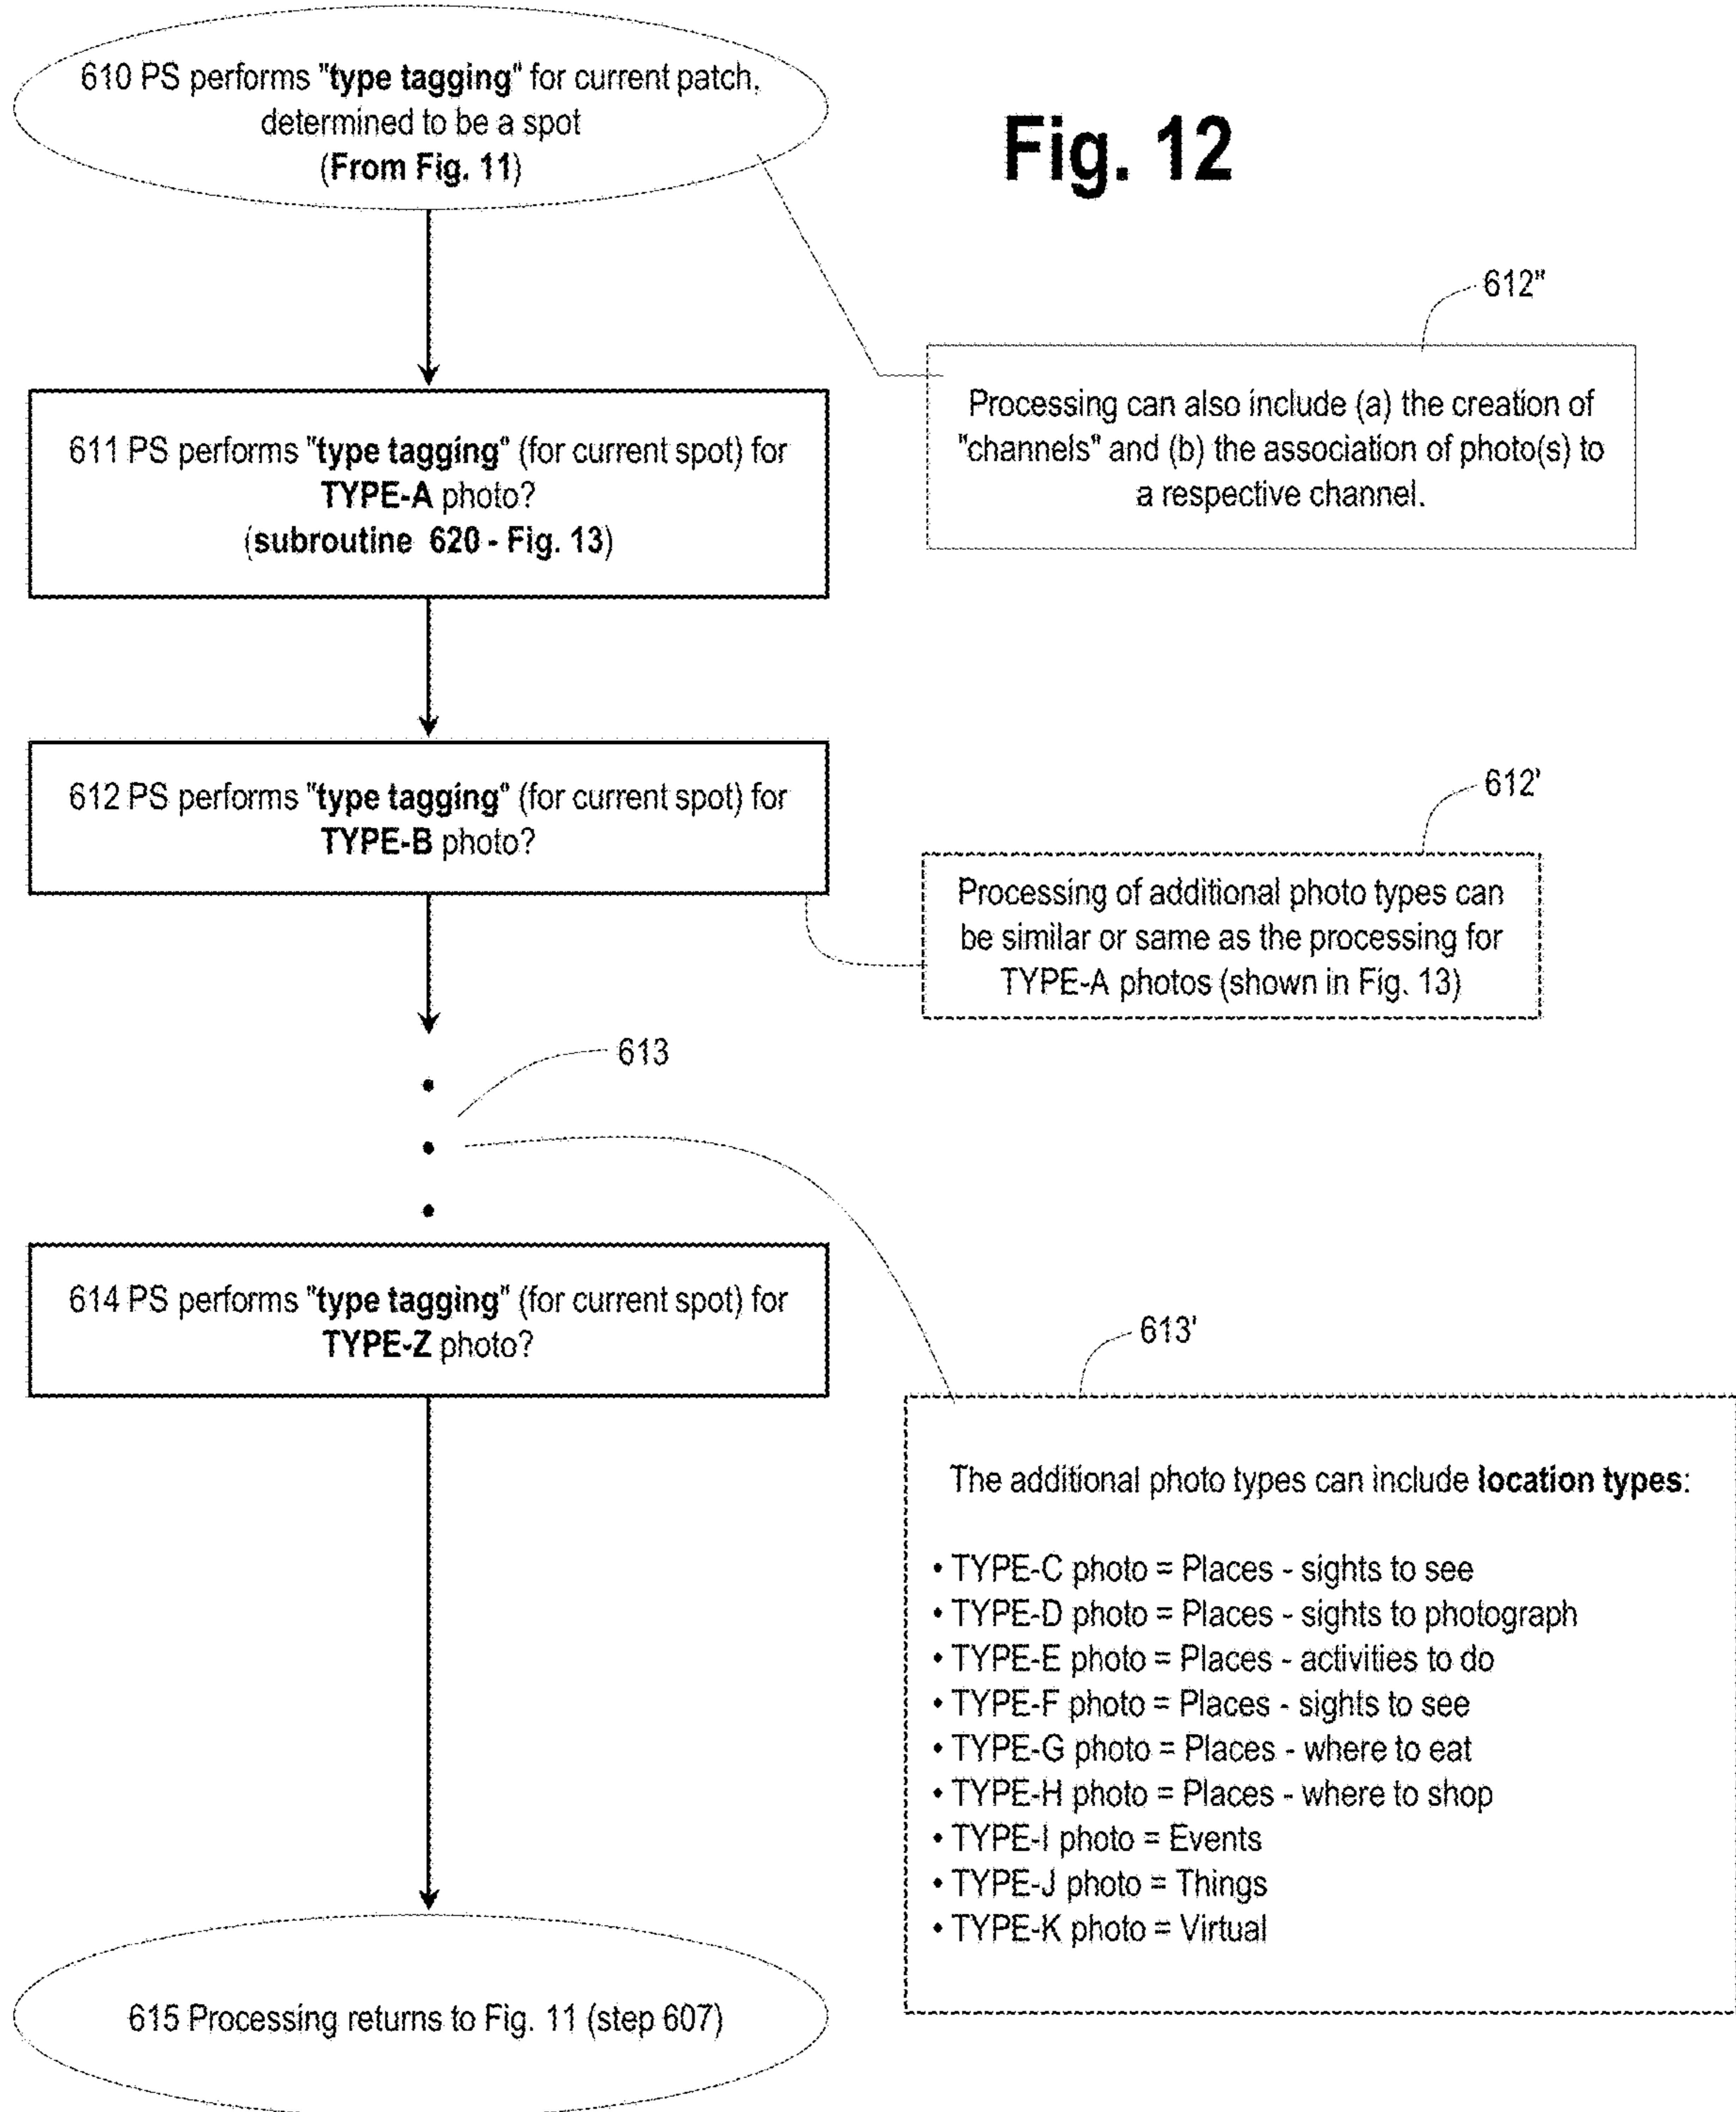 610 PS performs "type tagging" for current patch,
determined to be a spot
(From Fig. 11)
Fig. 12
612"
Processing can also include (a) the creation of
"channels" and (b) the association of photo(s) to
a respective channel.
611 PS performs "type tagging" (for current spot) for
TYPE-A photo?
(subroutine 620 - Fig. 13)
612 PS performs "type tagging" (for current spot) for
TYPE-B photo?
612'
Processing of additional photo types can
be similar or same as the processing for
TYPE-A photos (shown in Fig. 13)
613
614 PS performs "type tagging" (for current spot) for
TYPE-Z photo?
613'
The additional photo types can include location types:
• TYPE-C photo = Places - sights to see
• TYPE-D photo = Places - sights to photograph
• TYPE-E photo = Places - activities to do
• TYPE-F photo = Places - sights to see
• TYPE-G photo = Places - where to eat
• TYPE-H photo = Places - where to shop
• TYPE-I photo = Events
• TYPE-J photo = Things
• TYPE-K photo = Virtual
615 Processing returns to Fig. 11 (step 607)